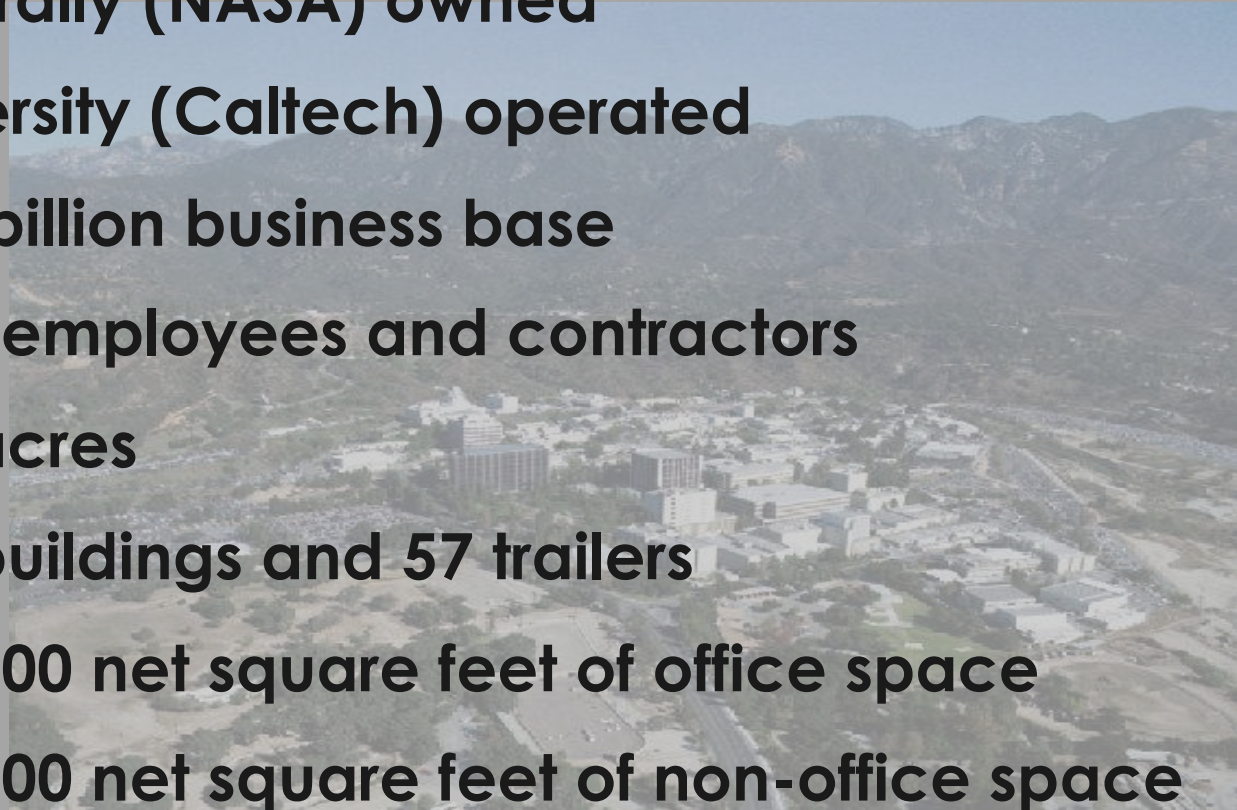 rally (NASA) owned
ersity (Caltech) operated
billion business base
employees and contractors
acres
buildings and 57 trailers
00 net square feet of office space
00 net square feet of non-office space